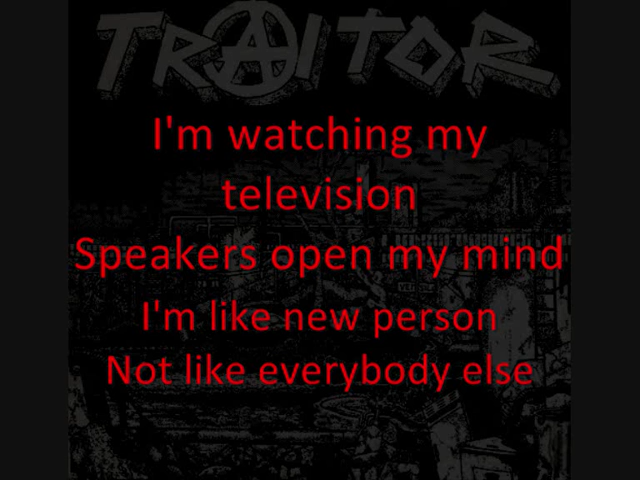 TRAITOR
I'm watching my
television
Speakers open my mind
I'm like new person
Not like everybody else